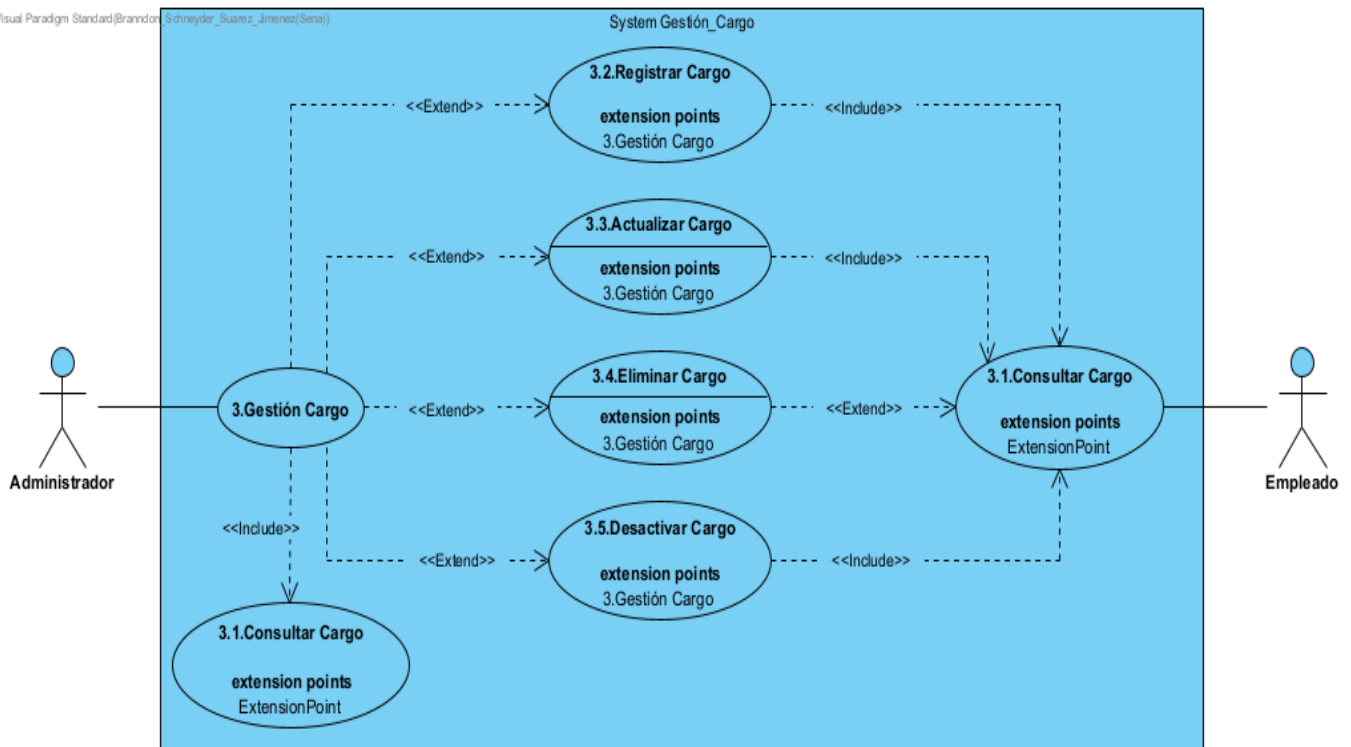 Visual Paradigm Standard(Branndon_Schneyder_Suarez_Jimenez(Sena))
System Gestión_Cargo
3.2.Registrar Cargo
extension points
3.Gestión Cargo
<<Extend>>
<<Include>>
3.3.Actualizar Cargo
extension points
3.Gestión Cargo
<<Extend>>
<<Include>>
3.4.Eliminar Cargo
extension points
3.Gestión Cargo
<<Extend>>
<<Extend>>
3.Gestión Cargo
3.1.Consultar Cargo
extension points
ExtensionPoint
Administrador
Empleado
<<Include>>
3.5.Desactivar Cargo
extension points
3.Gestión Cargo
<<Extend>>
<<Include>>
3.1.Consultar Cargo
extension points
ExtensionPoint